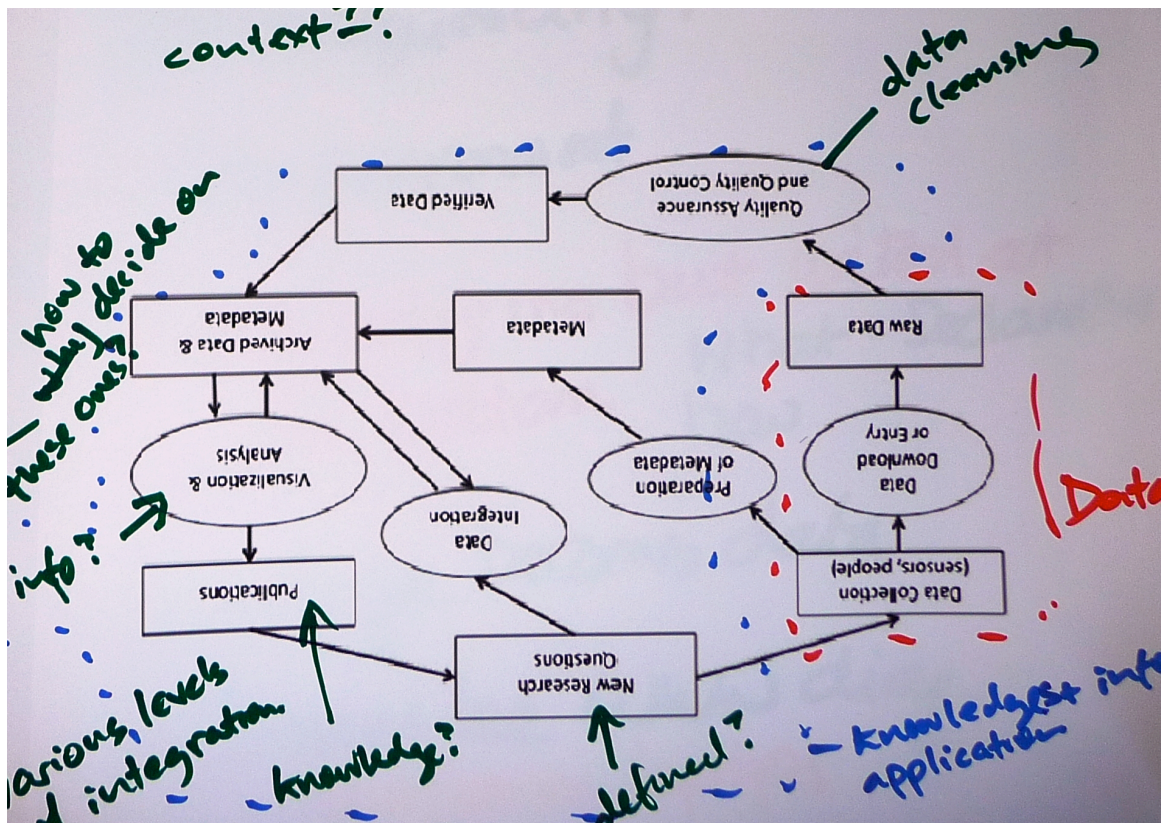 context?
data
cleansing
how to
decide on
these ones?
info?
various levels
integration
knowledge?
defined?
knowledge + info
application
Data
New Research
Questions
Data Collection
(sensors, people)
Publications
Data
Integration
Preparation
of Metadata
Data
Download
or Entry
Visualization &
Analysis
Raw Data
Metadata
Archived Data &
Metadata
Quality Assurance
and Quality Control
Verified Data